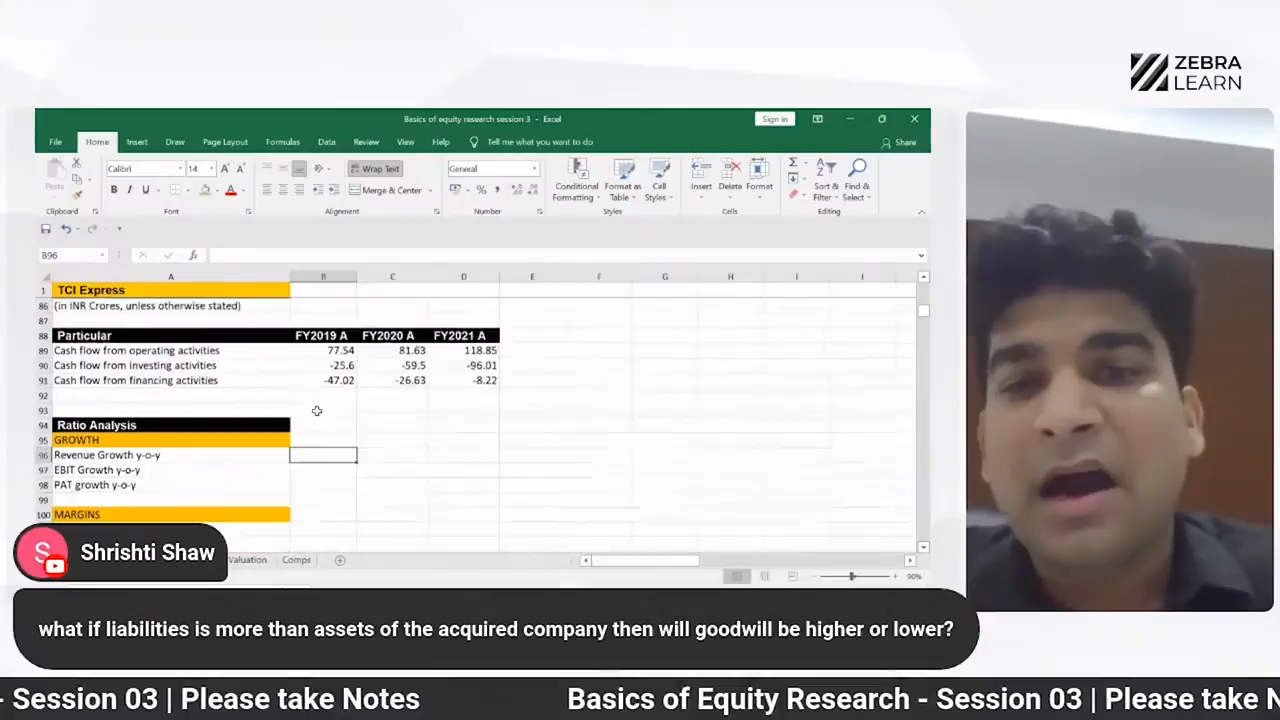 ZEBRA
LEARN
Basics of equity research session 3 - Excel
Sign in
File Home Insert Draw Page Layout Formulas Data Review View Help Tell me what you want to do
Share
Paste
Calibri 14
Wrap Text
General
Merge & Center
Conditional Formatting
Format as Table
Cell Styles
Insert Delete Format
Sort & Filter
Find & Select
Clipboard Font Alignment Number Styles Cells Editing
B96
A B C D E F G H I J
1 TCI Express
86 (in INR Crores, unless otherwise stated)
87
88 Particular FY2019 A FY2020 A FY2021 A
89 Cash flow from operating activities 77.54 81.63 118.85
90 Cash flow from investing activities -25.6 -59.5 -96.01
91 Cash flow from financing activities -47.02 -26.63 -8.22
92
93
94 Ratio Analysis
95 GROWTH
96 Revenue Growth y-o-y
97 EBIT Growth y-o-y
98 PAT growth y-o-y
99
100 MARGINS
S Shrishti Shaw
Valuation Comps
90%
what if liabilities is more than assets of the acquired company then will goodwill be higher or lower?
- Session 03 | Please take Notes Basics of Equity Research - Session 03 | Please take N